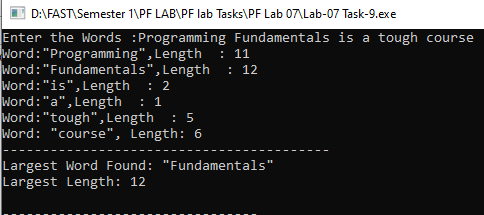 D:\FAST\Semester 1\PF LAB\PF lab Tasks\PF Lab 07\Lab-07 Task-9.exe
Enter the Words :Programming Fundamentals is a tough course
Word:"Programming",Length  : 11
Word:"Fundamentals",Length  : 12
Word:"is",Length  : 2
Word:"a",Length  : 1
Word:"tough",Length  : 5
Word: "course", Length: 6
-----------------------------------------
Largest Word Found: "Fundamentals"
Largest Length: 12
--------------------------------